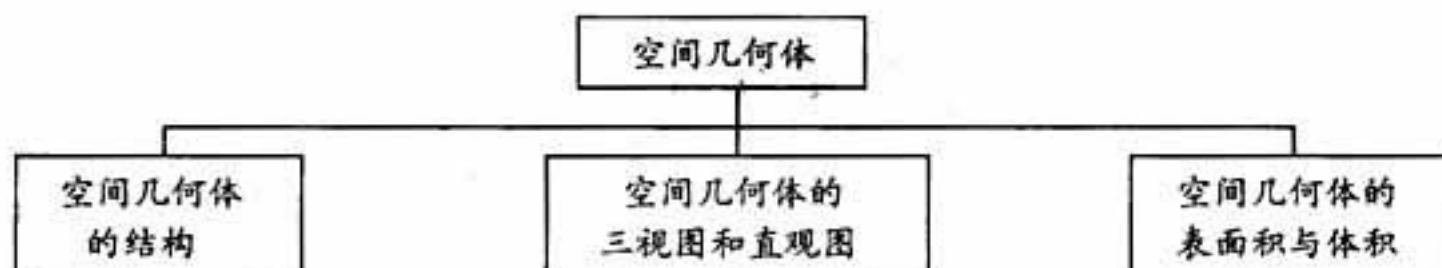 空间几何体
空间几何体
的结构
空间几何体的
三视图和直观图
空间几何体的
表面积与体积